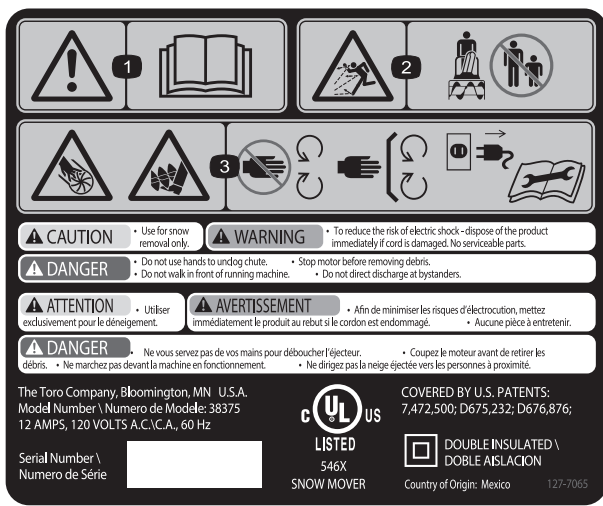 1
2
3
CAUTION
• Use for snow
removal only.
WARNING
• To reduce the risk of electric shock - dispose of the product
immediately if cord is damaged. No serviceable parts.
DANGER
• Do not use hands to unclog chute. • Stop motor before removing debris.
• Do not walk in front of running machine. • Do not direct discharge at bystanders.
ATTENTION • Utiliser
exclusivement pour le déneigement.
AVERTISSEMENT • Afin de minimiser les risques d'électrocution, mettez
immédiatement le produit au rebut si le cordon est endommagé. • Aucune pièce à entretenir.
DANGER • Ne vous servez pas de vos mains pour déboucher l'éjecteur. • Coupez le moteur avant de retirer les
débris. • Ne marchez pas devant la machine en fonctionnement. • Ne dirigez pas la neige éjectée vers les personnes à proximité.
The Toro Company, Bloomington, MN U.S.A.
Model Number \ Numero de Modele: 38375
12 AMPS, 120 VOLTS A.C.\C.A., 60 Hz
Serial Number \
Numero de Série
C UL US
LISTED
546X
SNOW MOVER
COVERED BY U.S. PATENTS:
7,472,500; D675,232; D676,876;
DOUBLE INSULATED \
DOBLE AISLACION
Country of Origin: Mexico 127-7065